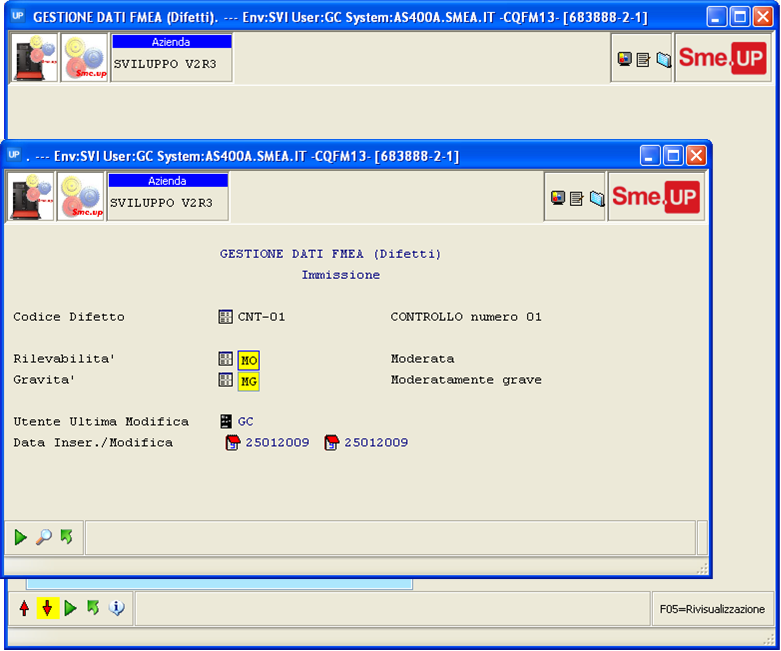 UP GESTIONE DATI FMEA (Difetti). --- Env:SVI User:GC System:AS400A.SMEA.IT -CQFM13- [683888-2-1]
Sme.up
Azienda
SVILUPPO V2R3
Sme.UP
UP . --- Env:SVI User:GC System:AS400A.SMEA.IT -CQFM13- [683888-2-1]
Sme.up
Azienda
SVILUPPO V2R3
Sme.UP
GESTIONE DATI FMEA (Difetti)
Immissione
Codice Difetto CNT-01 CONTROLLO numero 01
Rilevabilita' MO Moderata
Gravita' MG Moderatamente grave
Utente Ultima Modifica GC
Data Inser./Modifica 25012009 25012009
F05=Rivisualizzazione